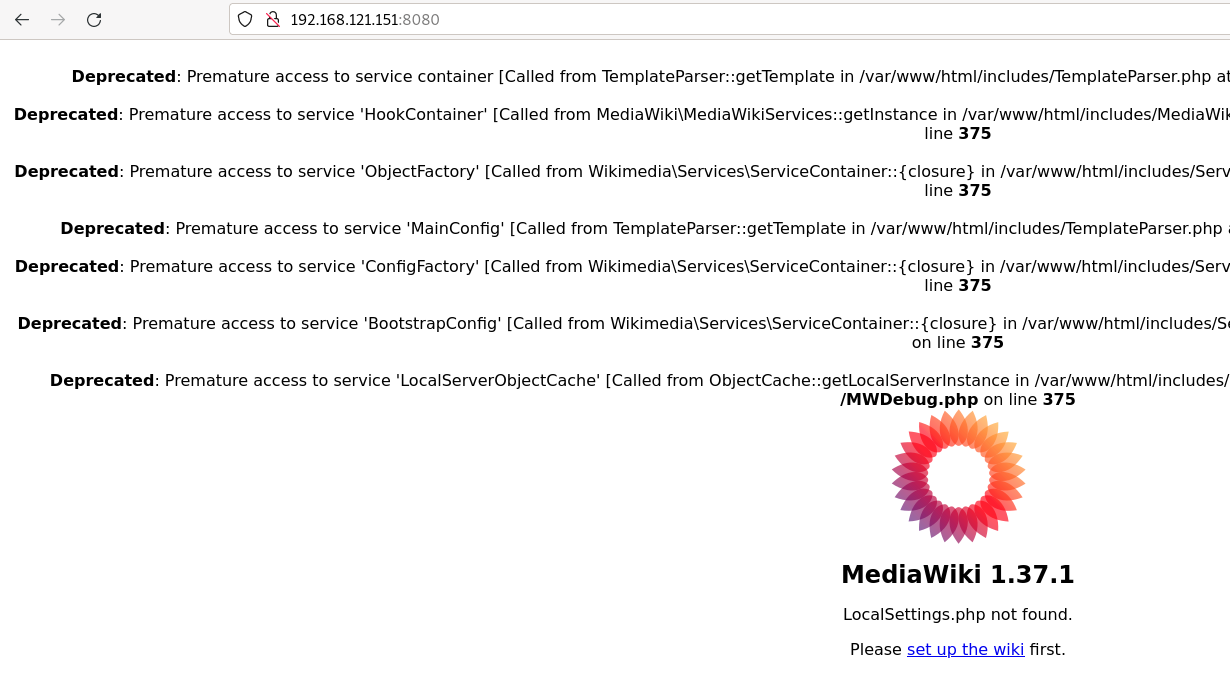 192.168.121.151:8080
Deprecated: Premature access to service container [Called from TemplateParser::getTemplate in /var/www/html/includes/TemplateParser.php at
Deprecated: Premature access to service 'HookContainer' [Called from MediaWiki\MediaWikiServices::getInstance in /var/www/html/includes/MediaWik
line 375
Deprecated: Premature access to service 'ObjectFactory' [Called from Wikimedia\Services\ServiceContainer::{closure} in /var/www/html/includes/Serv
line 375
Deprecated: Premature access to service 'MainConfig' [Called from TemplateParser::getTemplate in /var/www/html/includes/TemplateParser.php
Deprecated: Premature access to service 'ConfigFactory' [Called from Wikimedia\Services\ServiceContainer::{closure} in /var/www/html/includes/Serv
line 375
Deprecated: Premature access to service 'BootstrapConfig' [Called from Wikimedia\Services\ServiceContainer::{closure} in /var/www/html/includes/Se
on line 375
Deprecated: Premature access to service 'LocalServerObjectCache' [Called from ObjectCache::getLocalServerInstance in /var/www/html/includes/
/MWDebug.php on line 375
MediaWiki 1.37.1
LocalSettings.php not found.
Please set up the wiki first.